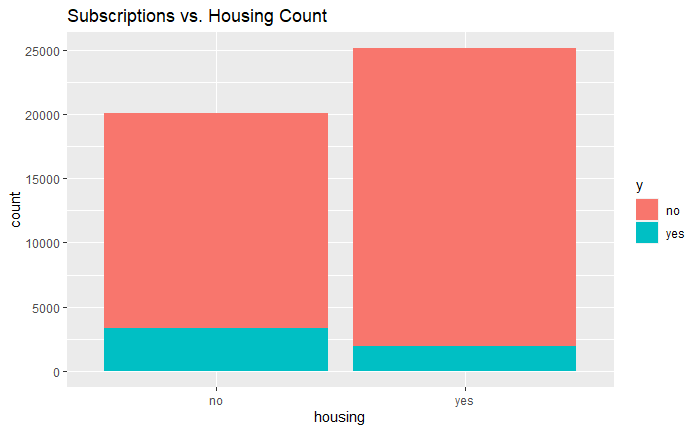 Subscriptions vs. Housing Count
25000
20000
15000
10000
5000
0
count
no
yes
housing
y
no
yes